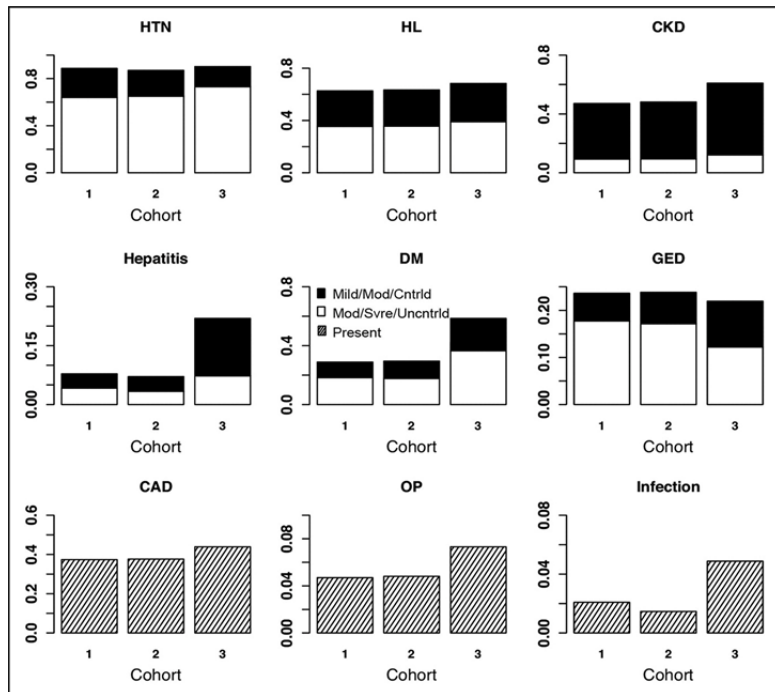 HTN HL CKD
0.0 0.4 0.8
0.0 0.4 0.8
0.0 0.4 0.8
1 2 3 1 2 3 1 2 3
Cohort Cohort Cohort
Hepatitis DM GED
0.00 0.15 0.30
0.0 0.4 0.8
0.00 0.10 0.20
Mild/Mod/Cntrld
Mod/Svre/Uncntrld
Present
1 2 3 1 2 3 1 2 3
Cohort Cohort Cohort
CAD OP Infection
0.0 0.2 0.4 0.6
0.00 0.04 0.08
0.00 0.04 0.08
1 2 3 1 2 3 1 2 3
Cohort Cohort Cohort